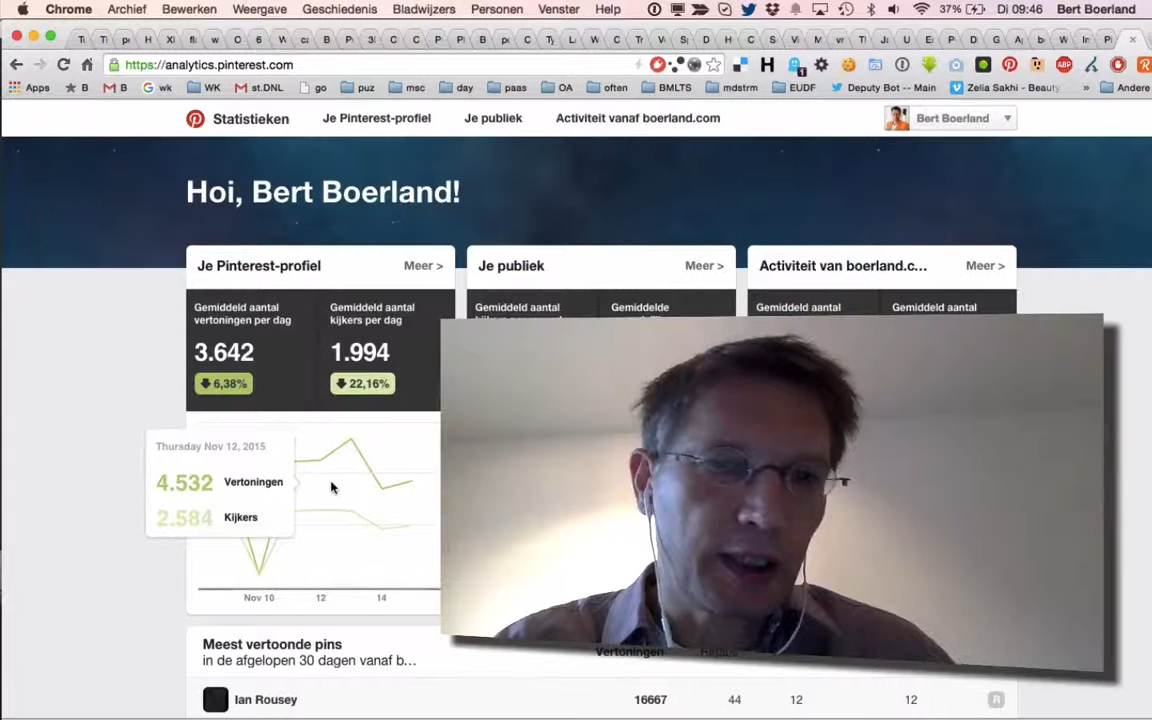 Chrome Archief Bewerken Weergave Geschiedenis Bladwijzers Personen Venster Help 37% Di 09:46 Bert Boerland
https://analytics.pinterest.com
Apps B B wk WK st.DNL go puz msc day paas OA often BMLTS mdstrm EUDF Deputy Bot -- Main Zelia Sakhi - Beauty » Andere
Statistieken Je Pinterest-profiel Je publiek Activiteit vanaf boerland.com Bert Boerland
Hoi, Bert Boerland!
Je Pinterest-profiel Meer > Je publiek Meer > Activiteit van boerland.c... Meer >
Gemiddeld aantal Gemiddeld aantal Gemiddeld aantal Gemiddelde Gemiddeld aantal Gemiddeld aantal
vertoningen per dag kijkers per dag
3.642 1.994
6,38% 22,16%
Thursday Nov 12, 2015
4.532 Vertoningen
2.584 Kijkers
Nov 10 12 14
Meest vertoonde pins
in de afgelopen 30 dagen vanaf b...
Vertoningen
Ian Rousey 16667 44 12 12 R